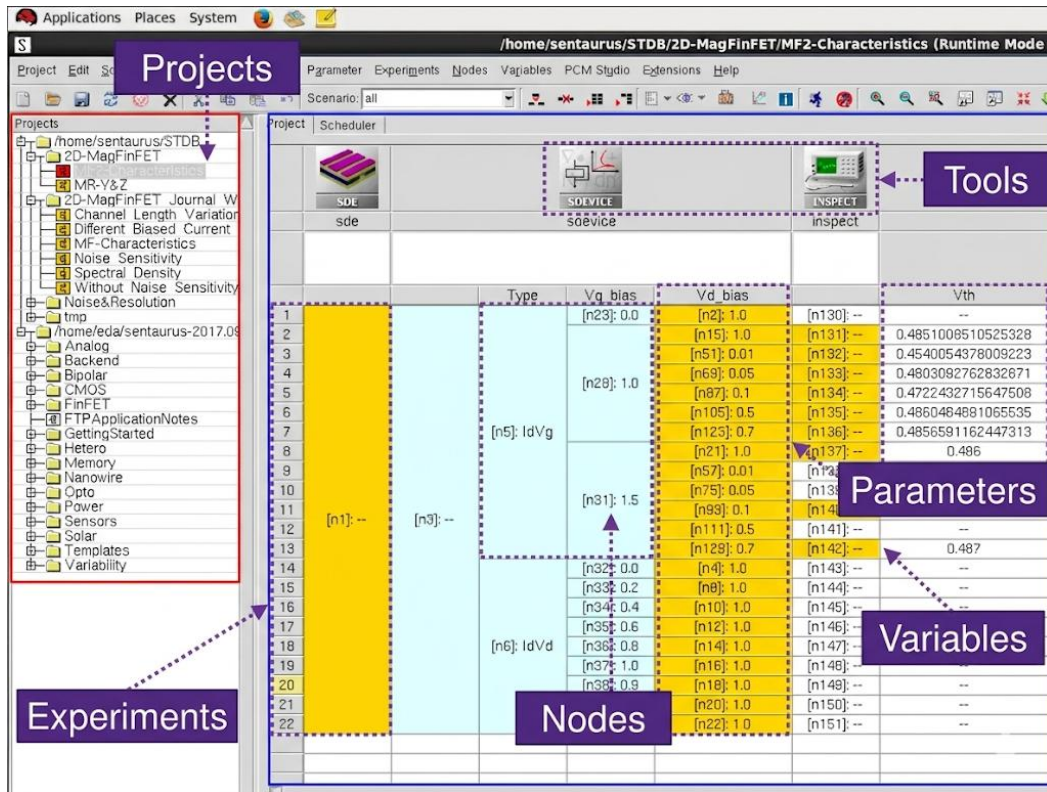 Applications Places System
/home/sentaurus/STDB/2D-MagFinFET/MF2-Characteristics (Runtime Mode
Project Edit
Projects
Parameter Experiments Nodes Variables PCM Studio Extensions Help
Scenario: all
Projects
Project Scheduler
/home/sentaurus/STDB
2D-MagFinFET
MF2-Characteristics
MR-Y&Z
2D-MagFinFET Journal W
Channel Length Variation
Different Biased Current
MF-Characteristics
Noise Sensitivity
Spectral Density
Without Noise Sensitivity
Noise&Resolution
tmp
/home/eda/sentaurus-2017.09
Analog
Backend
Bipolar
CMOS
FinFET
FTPApplicationNotes
GettingStarted
Hetero
Memory
Nanowire
Opto
Power
Sensors
Solar
Templates
Variability
SDE SDEVICE INSPECT
Tools
sde sdevice inspect
Type Vg_bias Vd_bias Vth
1 [n23]: 0.0 [n2]: 1.0 [n130]: -- --
2 [n15]: 1.0 [n131]: -- 0.4851008510525328
3 [n51]: 0.01 [n132]: -- 0.4540054378009223
4 [n69]: 0.05 [n133]: -- 0.4803092762832671
[n28]: 1.0
5 [n87]: 0.1 [n134]: -- 0.4722432715647508
6 [n105]: 0.5 [n135]: -- 0.4860484881065535
7 [n5]: IdVg [n123]: 0.7 [n136]: -- 0.4856591162447313
8 [n21]: 1.0 [n137]: -- 0.486
9 [n57]: 0.01
10 [n75]: 0.05
Parameters
[n31]: 1.5
11 [n93]: 0.1
[n1]: -- [n3]: --
12 [n111]: 0.5 [n141]: -- --
13 [n129]: 0.7 [n142]: -- 0.487
14 [n32]: 0.0 [n4]: 1.0 [n143]: -- --
15 [n33]: 0.2 [n8]: 1.0 [n144]: -- --
16 [n34]: 0.4 [n10]: 1.0 [n145]: -- --
17 [n35]: 0.6 [n12]: 1.0 [n146]: --
Variables
18 [n6]: IdVd [n36]: 0.8 [n14]: 1.0 [n147]: --
19 [n37]: 1.0 [n16]: 1.0 [n148]: -- --
20 [n38]: 0.9 [n18]: 1.0 [n149]: -- --
Experiments
Nodes
21 [n20]: 1.0 [n150]: -- --
22 [n22]: 1.0 [n151]: -- --